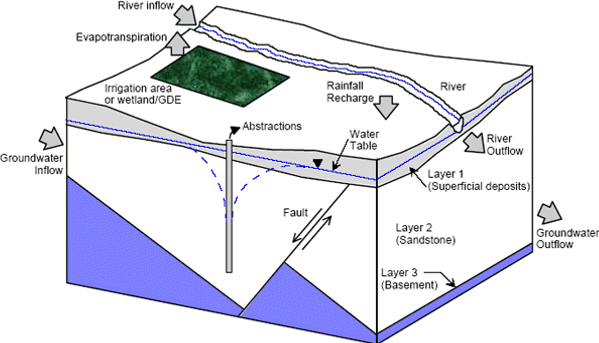 River inflow
Evapotranspiration
Irrigation area
or wetland/GDE
Rainfall
Recharge
River
Abstractions
Water
Table
River
Outflow
Groundwater
Inflow
Layer 1
(Superficial deposits)
Fault
Layer 2
(Sandstone)
Groundwater
Outflow
Layer 3
(Basement)